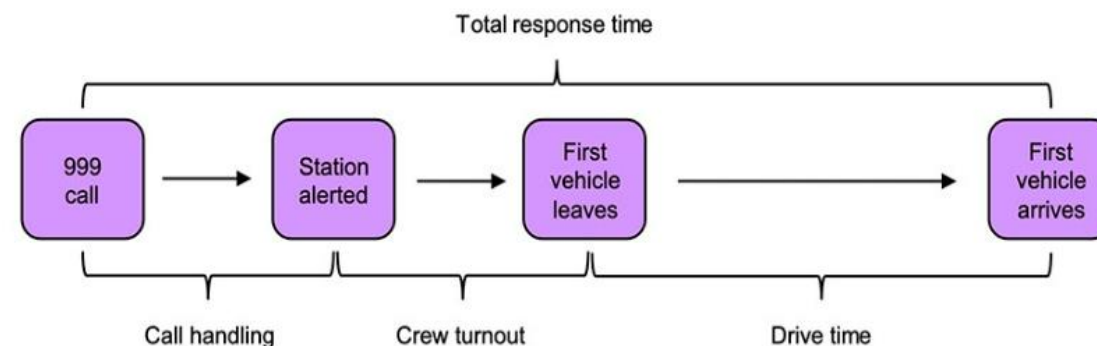 Total response time
999
call
Station
alerted
First
vehicle
leaves
First
vehicle
arrives
Call handling
Crew turnout
Drive time